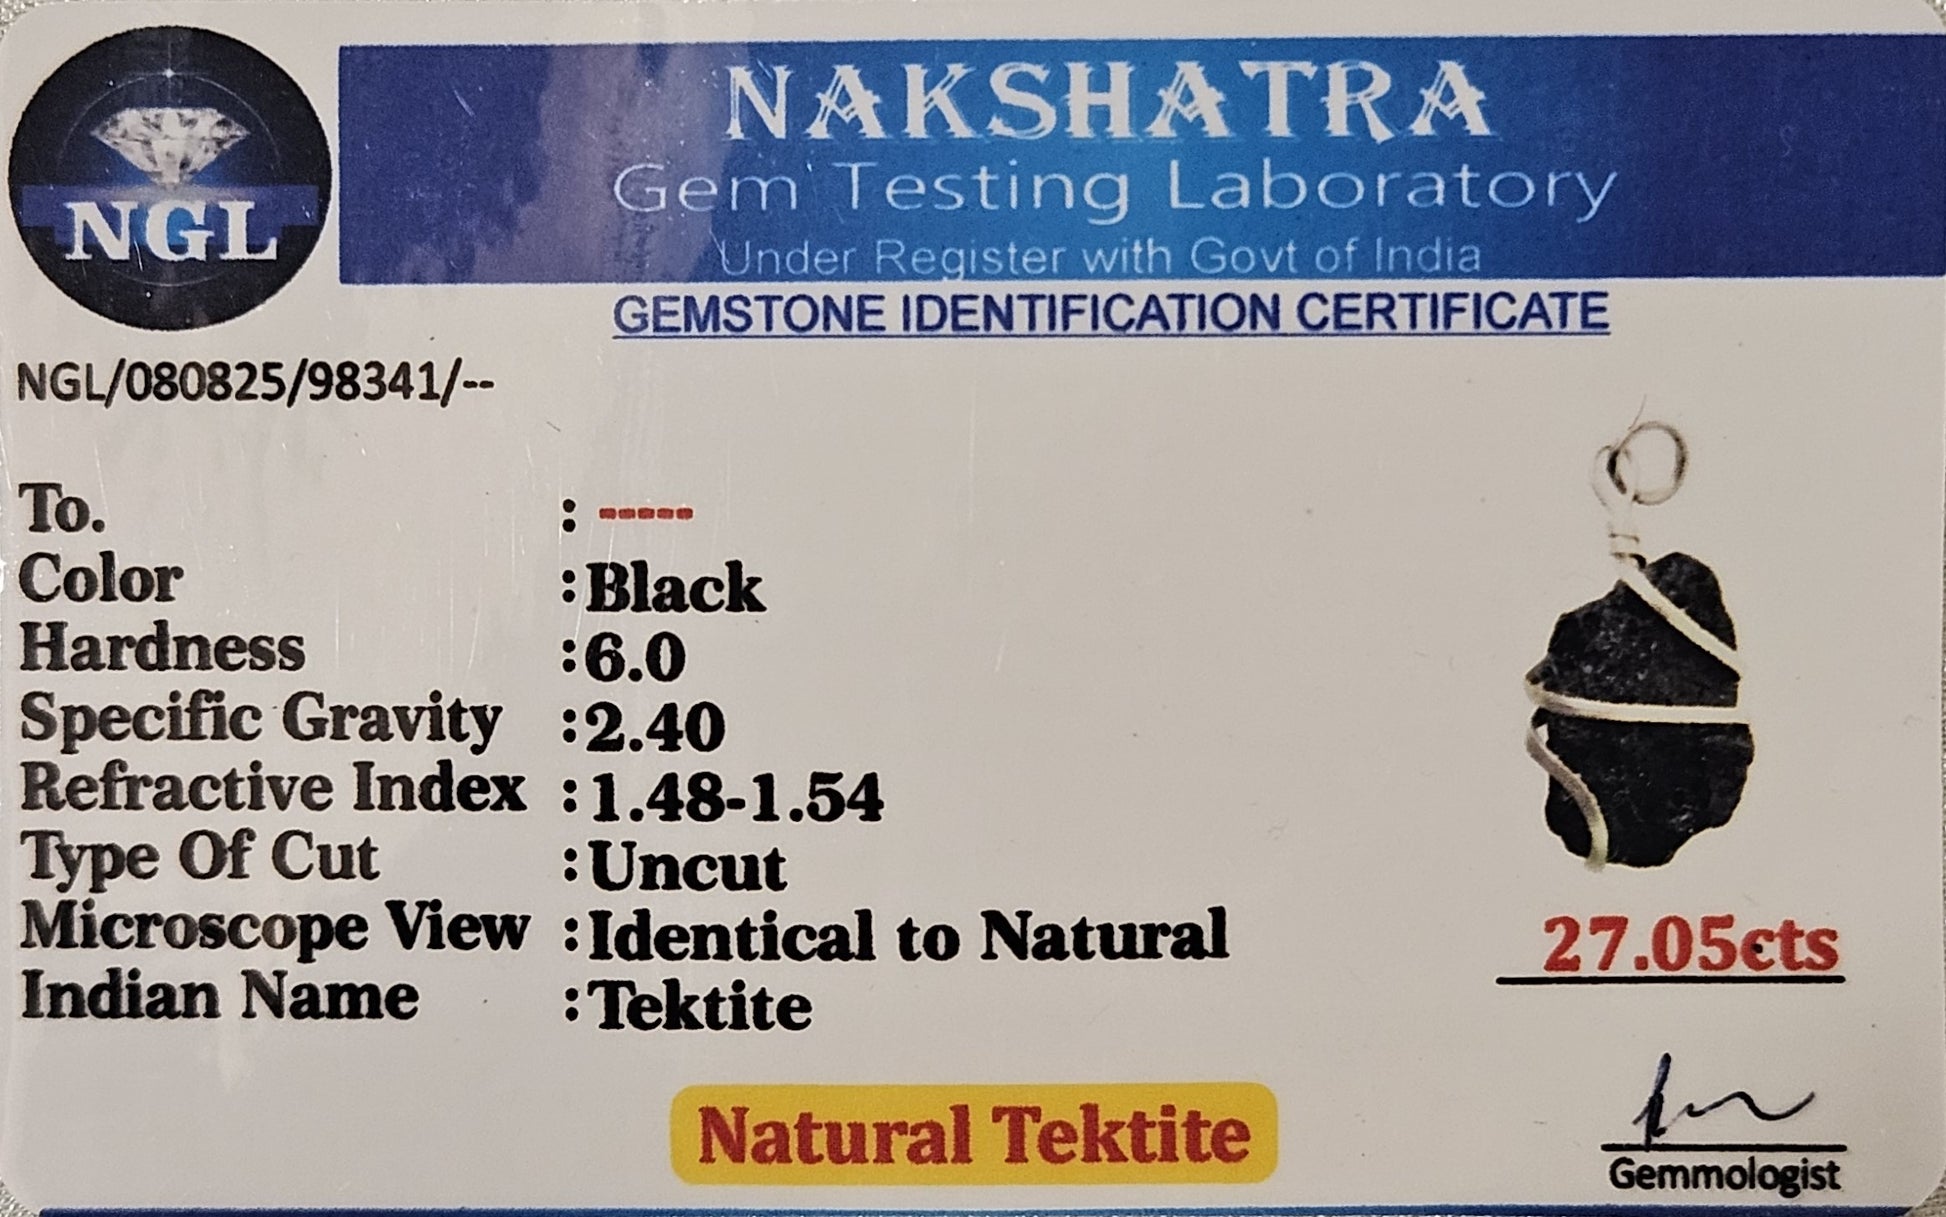 NGL
NAKSHATRA
Gem Testing Laboratory
Under Register with Govt of India
GEMSTONE IDENTIFICATION CERTIFICATE
NGL/080825/98341/--
To. : -----
Color : Black
Hardness : 6.0
Specific Gravity : 2.40
Refractive Index : 1.48-1.54
Type Of Cut : Uncut
Microscope View : Identical to Natural
Indian Name : Tektite
27.05cts
Natural Tektite
Gemmologist